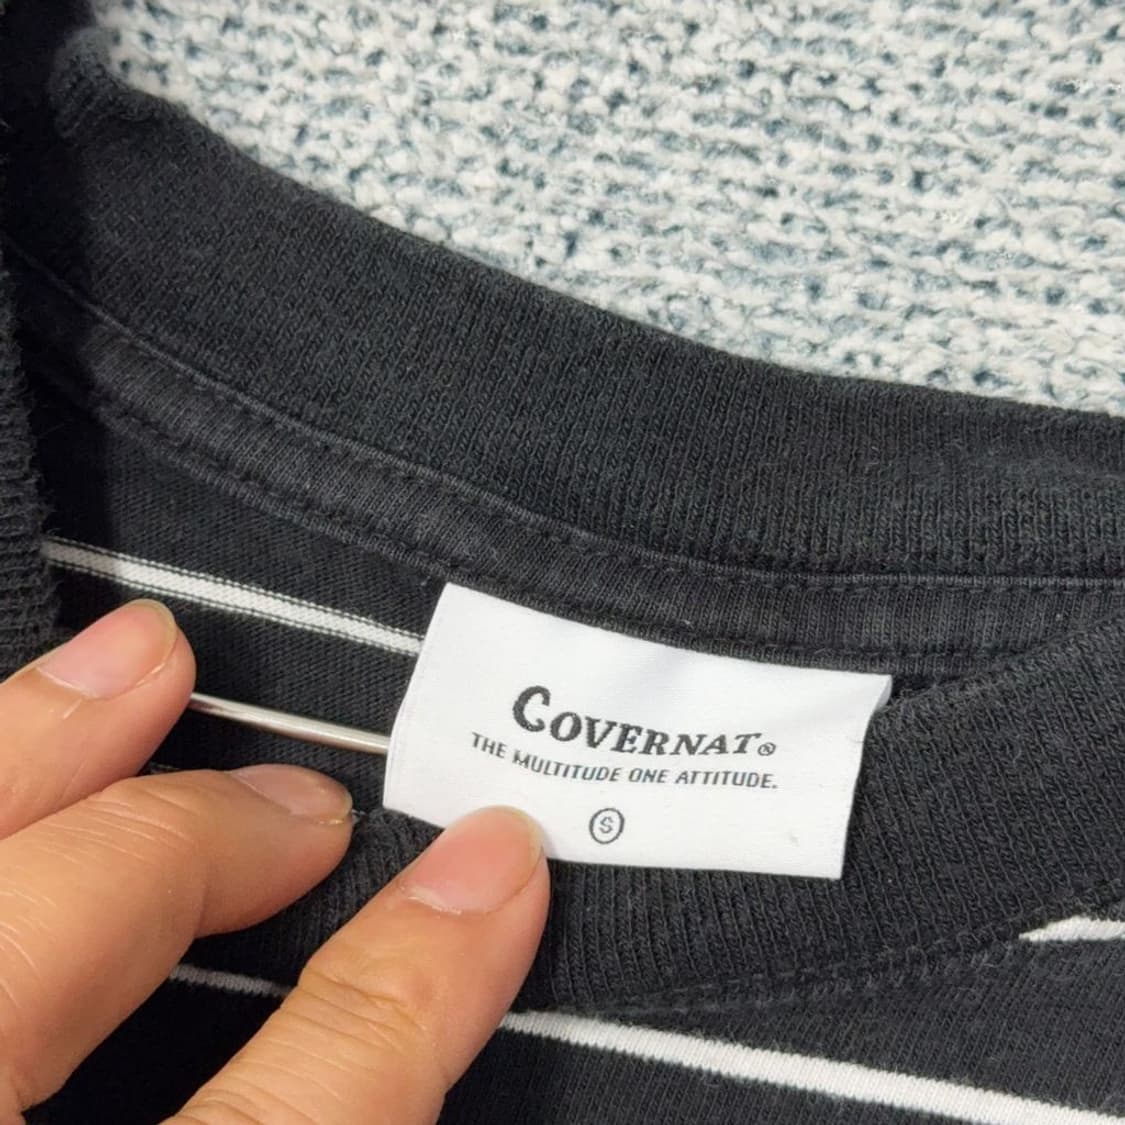 COVERNAT®
THE MULTITUDE ONE ATTITUDE.
S